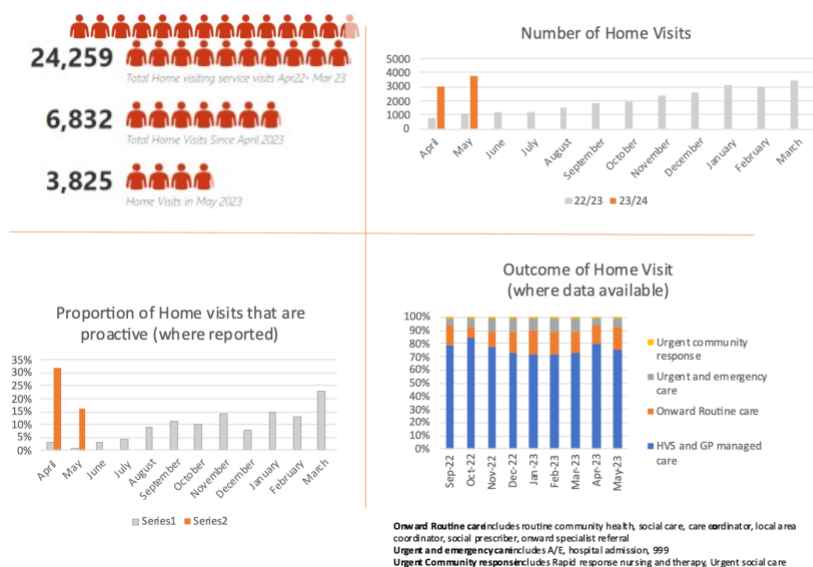 24,259
Total Home visiting service visits Apr22- Mar 23
6,832
Total Home Visits Since April 2023
3,825
Home Visits in May 2023
Number of Home Visits
5000
4000
3000
2000
1000
0
April
May
June
July
August
September
October
November
December
January
February
March
22/23 23/24
Proportion of Home visits that are
proactive (where reported)
35%
30%
25%
20%
15%
10%
5%
0%
April
May
June
July
August
September
October
November
December
January
February
March
Series1 Series2
Outcome of Home Visit
(where data available)
100%
90%
80%
70%
60%
50%
40%
30%
20%
10%
0%
Sep-22
Oct-22
Nov-22
Dec-22
Jan-23
Feb-23
Mar-23
Apr-23
May-23
Urgent community
response
Urgent and emergency
care
Onward Routine care
HVS and GP managed
care
Onward Routine care includes routine community health, social care, care coordinator, local area
coordinator, social prescriber, onward specialist referral
Urgent and emergency care includes A/E, hospital admission, 999
Urgent Community response includes Rapid response nursing and therapy, Urgent social care